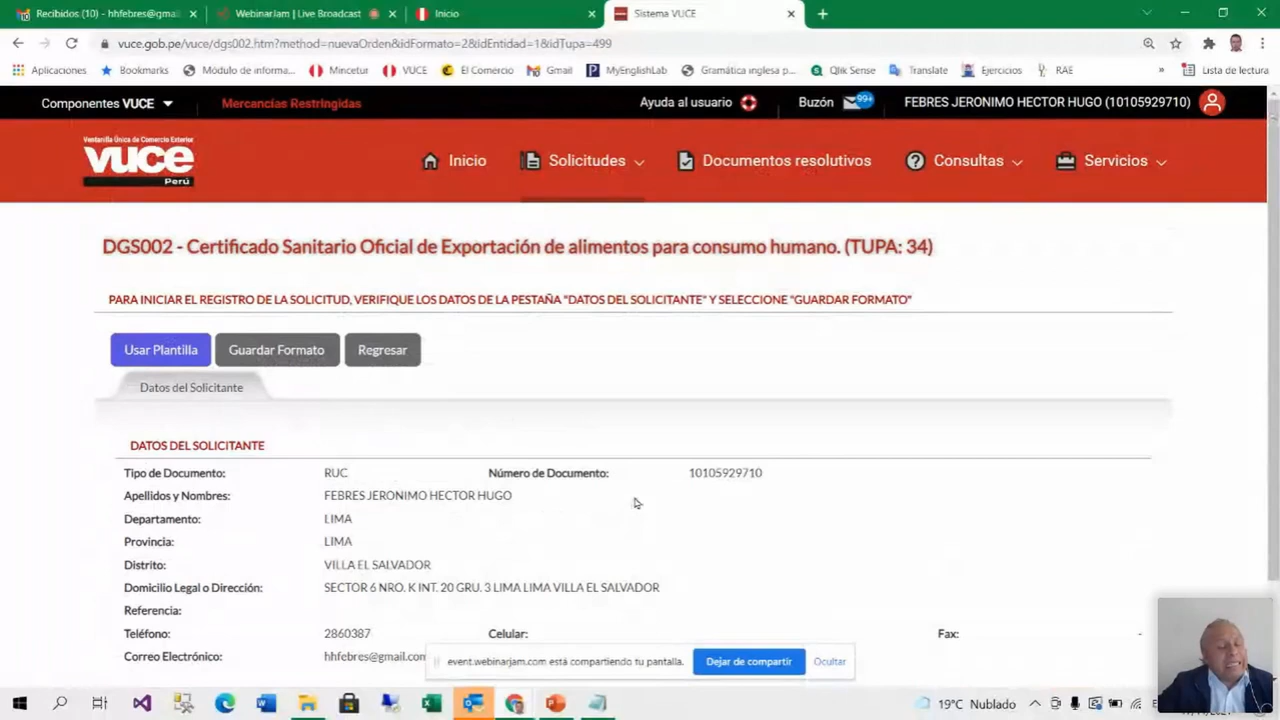 Recibidos (10) - hhfebres@gmai
WebinarJam | Live Broadcast
Inicio
Sistema VUCE
vuce.gob.pe/vuce/dgs002.htm?method=nuevaOrden&idFormato=2&idEntidad=1&idTupa=499
Aplicaciones
Bookmarks
Módulo de informa...
Mincetur
VUCE
El Comercio
Gmail
MyEnglishLab
Gramática inglesa p...
Qlik Sense
Translate
Ejercicios
RAE
»
Lista de lectura
Componentes VUCE
Mercancías Restringidas
Ayuda al usuario
Buzón
99+
FEBRES JERONIMO HECTOR HUGO (10105929710)
Ventanilla Única de Comercio Exterior
vuce
Perú
Inicio
Solicitudes
Documentos resolutivos
Consultas
Servicios
DGS002 - Certificado Sanitario Oficial de Exportación de alimentos para consumo humano. (TUPA: 34)
PARA INICIAR EL REGISTRO DE LA SOLICITUD, VERIFIQUE LOS DATOS DE LA PESTAÑA "DATOS DEL SOLICITANTE" Y SELECCIONE "GUARDAR FORMATO"
Usar Plantilla
Guardar Formato
Regresar
Datos del Solicitante
DATOS DEL SOLICITANTE
Tipo de Documento: RUC Número de Documento: 10105929710
Apellidos y Nombres: FEBRES JERONIMO HECTOR HUGO
Departamento: LIMA
Provincia: LIMA
Distrito: VILLA EL SALVADOR
Domicilio Legal o Dirección: SECTOR 6 NRO. K INT. 20 GRU. 3 LIMA LIMA VILLA EL SALVADOR
Referencia:
Teléfono: 2860387 Celular: Fax: -
Correo Electrónico: hhfebres@gmail.com
event.webinarjam.com está compartiendo tu pantalla.
Dejar de compartir
Ocultar
19°C Nublado